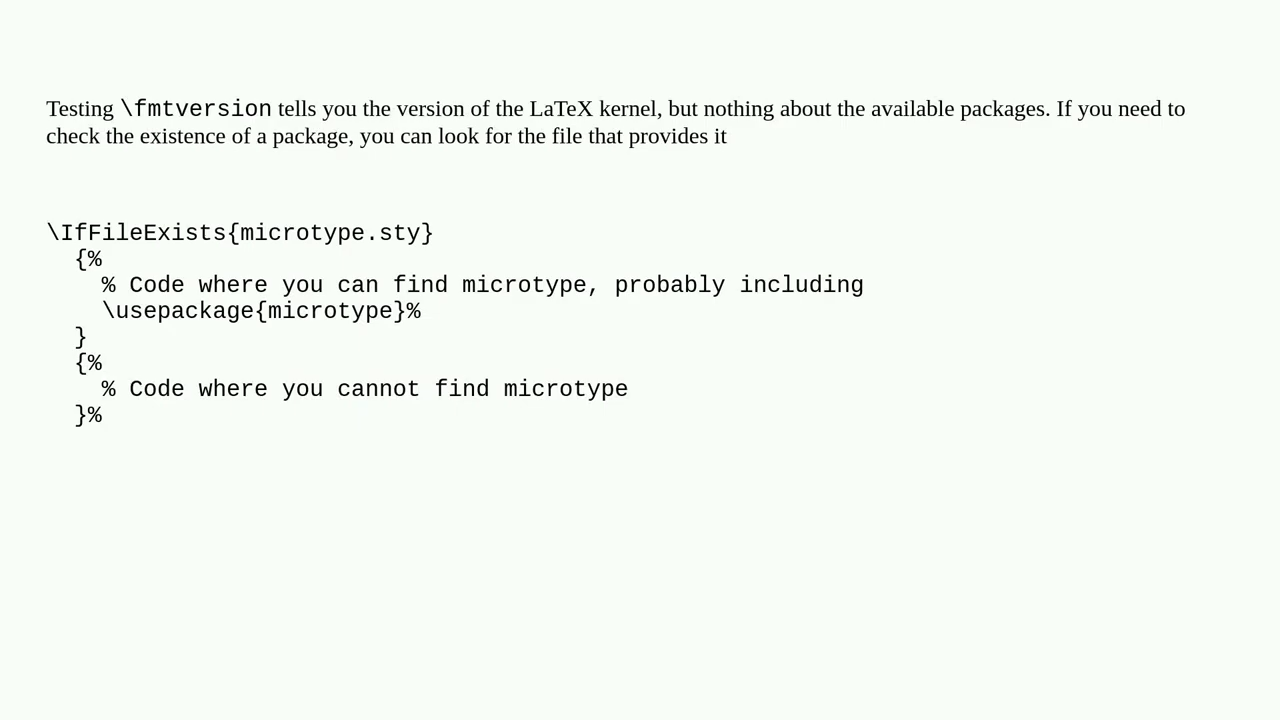 Testing \fmtversion tells you the version of the LaTeX kernel, but nothing about the available packages. If you need to
check the existence of a package, you can look for the file that provides it
\IfFileExists{microtype.sty}
  {%
    % Code where you can find microtype, probably including
    \usepackage{microtype}%
  }
  {%
    % Code where you cannot find microtype
  }%